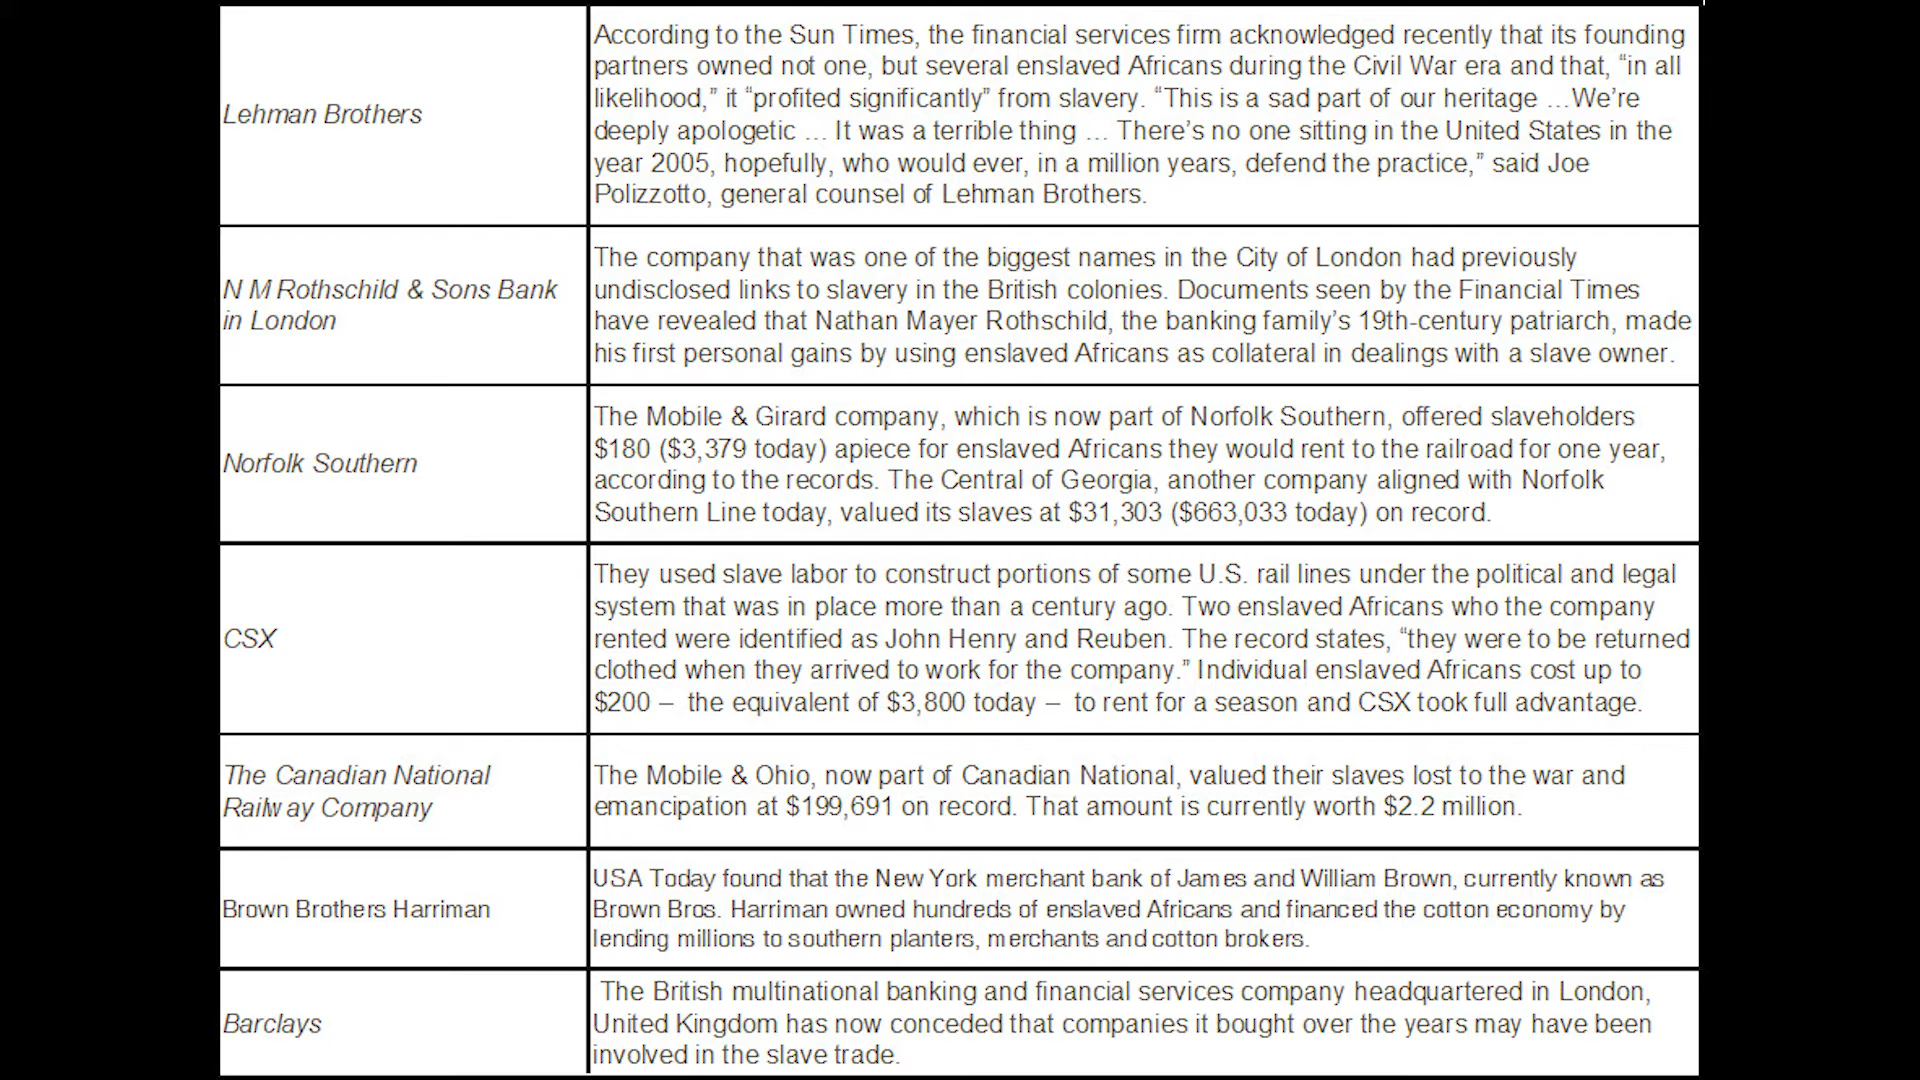 Lehman Brothers
According to the Sun Times, the financial services firm acknowledged recently that its founding
partners owned not one, but several enslaved Africans during the Civil War era and that, “in all
likelihood,” it “profited significantly” from slavery. “This is a sad part of our heritage …We’re
deeply apologetic … It was a terrible thing … There’s no one sitting in the United States in the
year 2005, hopefully, who would ever, in a million years, defend the practice,” said Joe
Polizzotto, general counsel of Lehman Brothers.
N M Rothschild & Sons Bank
in London
The company that was one of the biggest names in the City of London had previously
undisclosed links to slavery in the British colonies. Documents seen by the Financial Times
have revealed that Nathan Mayer Rothschild, the banking family’s 19th-century patriarch, made
his first personal gains by using enslaved Africans as collateral in dealings with a slave owner.
Norfolk Southern
The Mobile & Girard company, which is now part of Norfolk Southern, offered slaveholders
$180 ($3,379 today) apiece for enslaved Africans they would rent to the railroad for one year,
according to the records. The Central of Georgia, another company aligned with Norfolk
Southern Line today, valued its slaves at $31,303 ($663,033 today) on record.
CSX
They used slave labor to construct portions of some U.S. rail lines under the political and legal
system that was in place more than a century ago. Two enslaved Africans who the company
rented were identified as John Henry and Reuben. The record states, “they were to be returned
clothed when they arrived to work for the company.” Individual enslaved Africans cost up to
$200 – the equivalent of $3,800 today – to rent for a season and CSX took full advantage.
The Canadian National
Railway Company
The Mobile & Ohio, now part of Canadian National, valued their slaves lost to the war and
emancipation at $199,691 on record. That amount is currently worth $2.2 million.
Brown Brothers Harriman
USA Today found that the New York merchant bank of James and William Brown, currently known as
Brown Bros. Harriman owned hundreds of enslaved Africans and financed the cotton economy by
lending millions to southern planters, merchants and cotton brokers.
Barclays
The British multinational banking and financial services company headquartered in London,
United Kingdom has now conceded that companies it bought over the years may have been
involved in the slave trade.